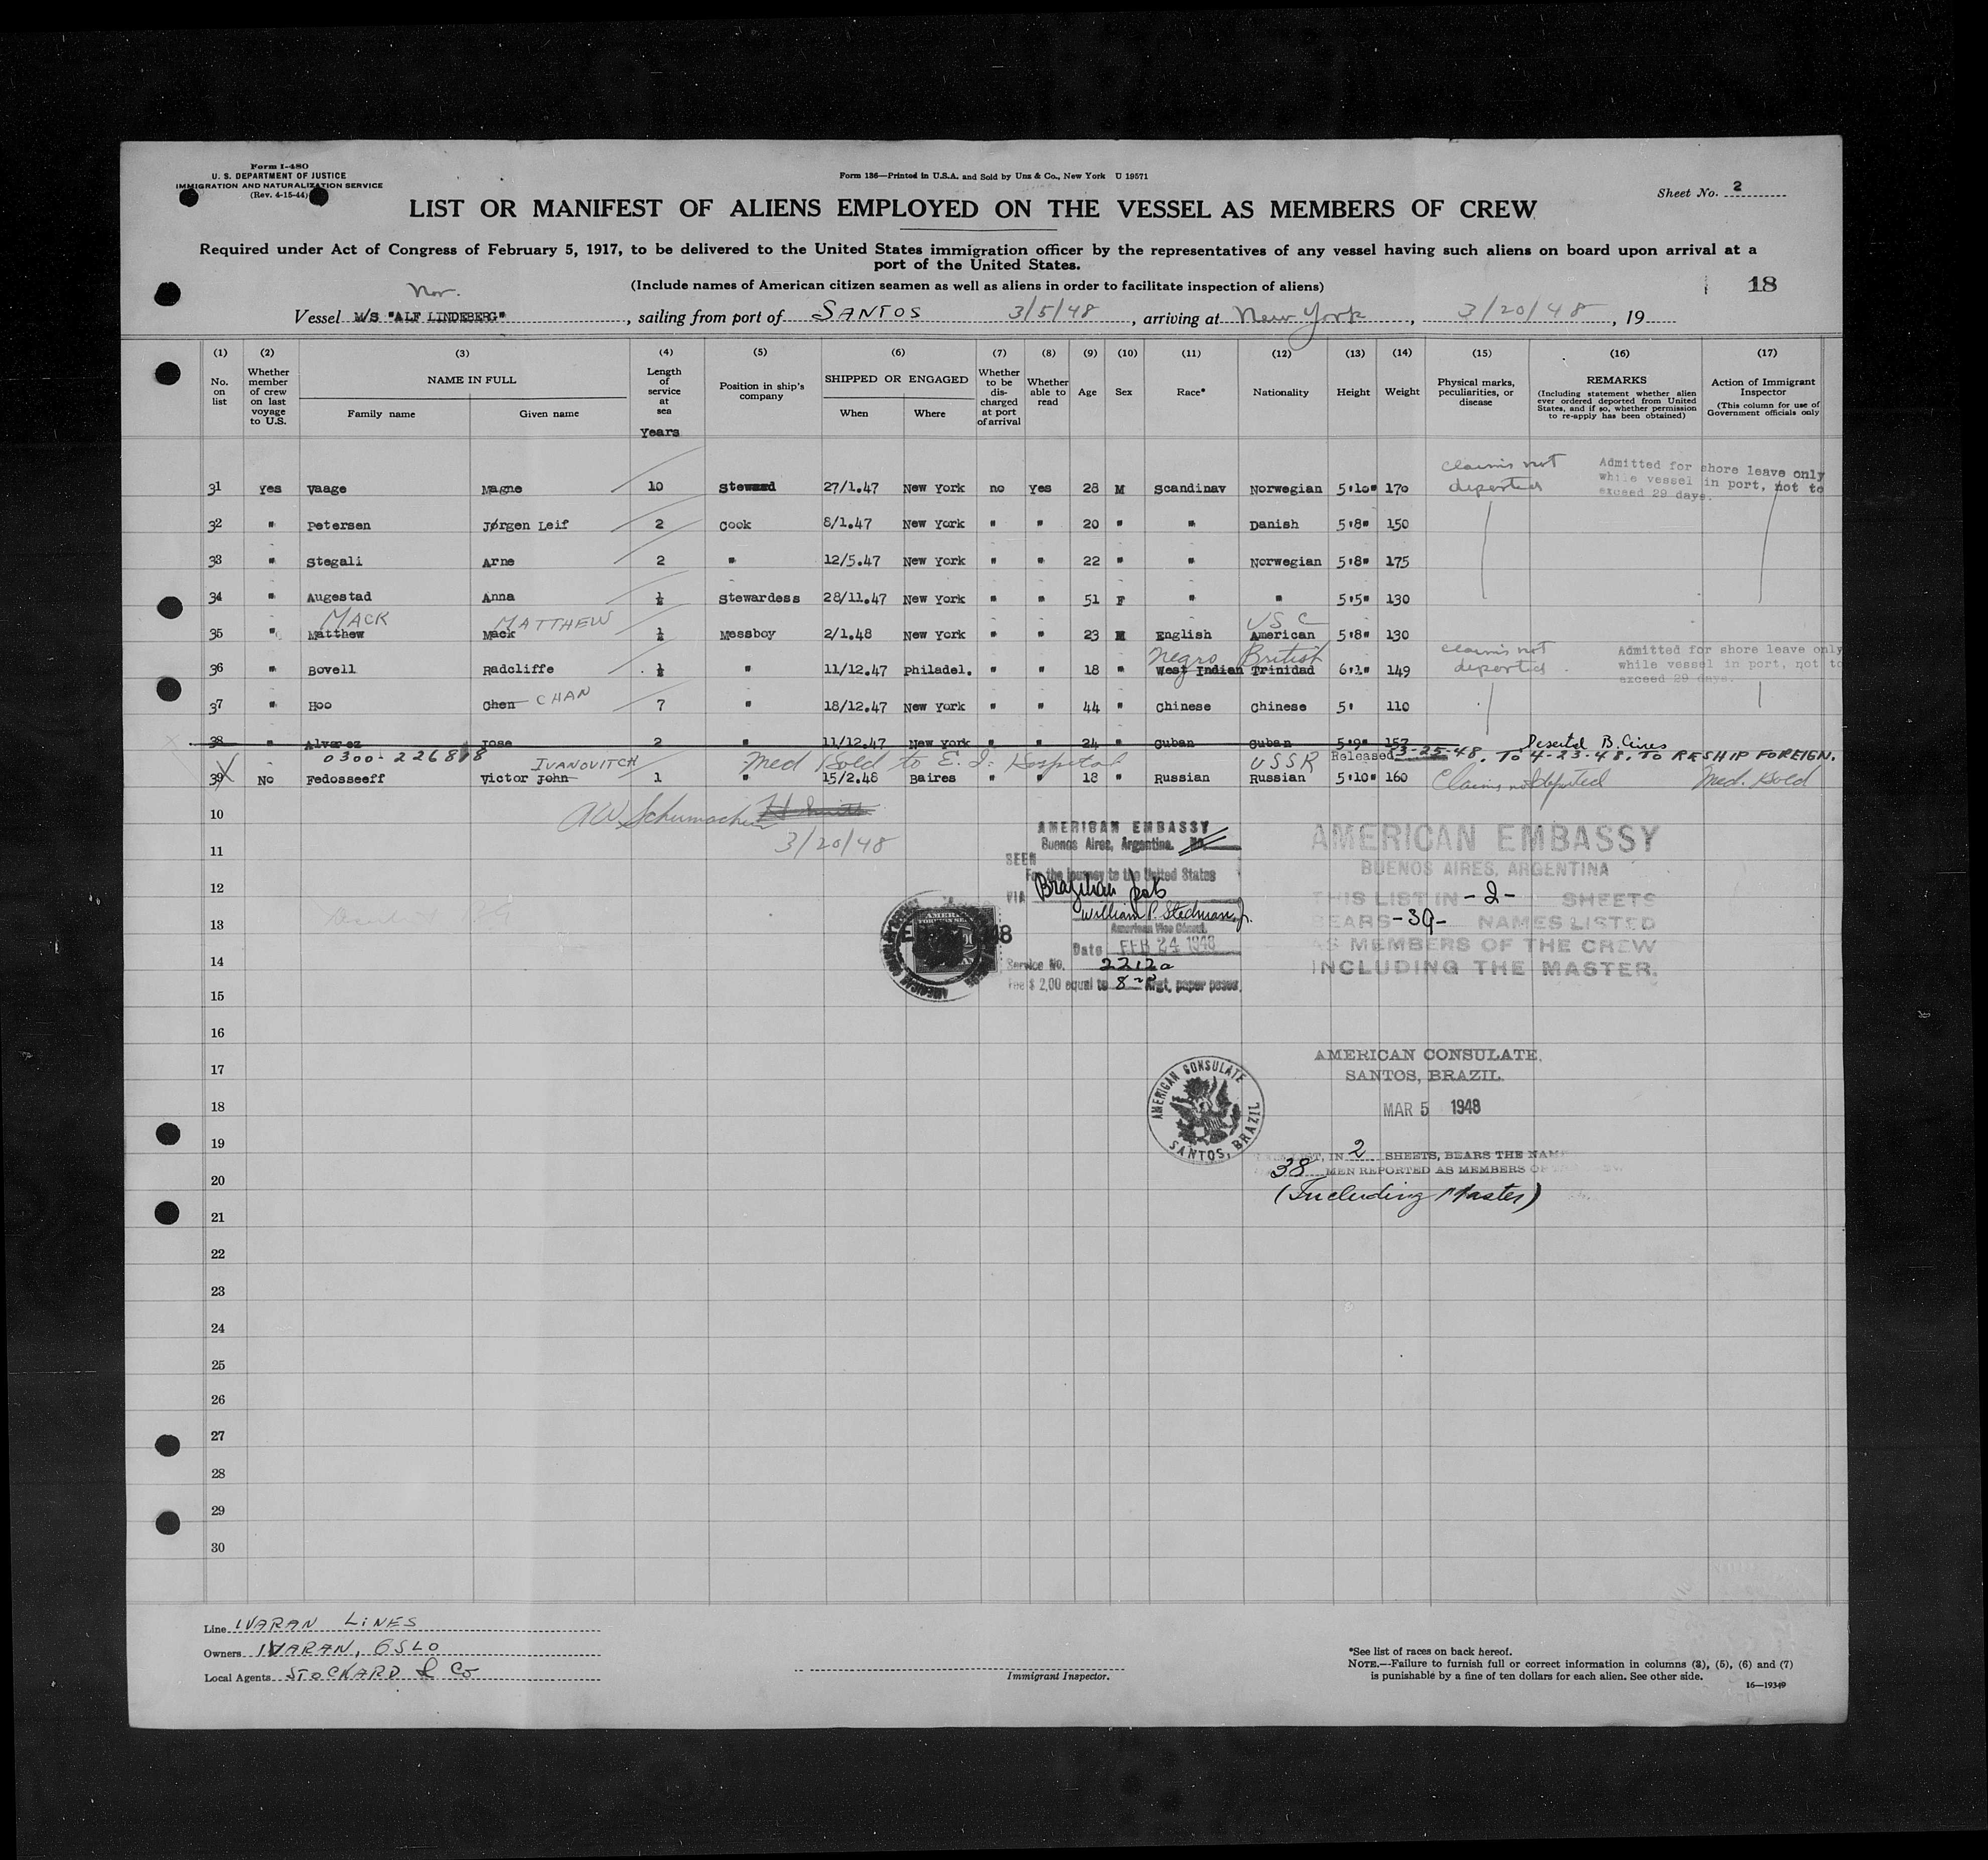 Form I-480
U. S. DEPARTMENT OF JUSTICE
IMMIGRATION AND NATURALIZATION SERVICE
(Rev. 4-15-44)
Form 136—Printed in U.S.A. and Sold by Unz & Co., New York U 19571
Sheet No. 2
LIST OR MANIFEST OF ALIENS EMPLOYED ON THE VESSEL AS MEMBERS OF CREW
Required under Act of Congress of February 5, 1917, to be delivered to the United States immigration officer by the representatives of any vessel having such aliens on board upon arrival at a
port of the United States.
(Include names of American citizen seamen as well as aliens in order to facilitate inspection of aliens)
18
Nor.
Vessel M/S "ALF LINDEBERG", sailing from port of SANTOS 3/5/48, arriving at New York, 3/20/48, 19
(1) (2) (3) (4) (5) (6) (7) (8) (9) (10) (11) (12) (13) (14) (15) (16) (17)
No. on list
Whether member of crew on last voyage to U.S.
NAME IN FULL
Family name
Given name
Length of service at sea
Years
Position in ship's company
SHIPPED OR ENGAGED
When
Where
Whether to be discharged at port of arrival
Whether able to read
Age
Sex
Race*
Nationality
Height
Weight
Physical marks, peculiarities, or disease
REMARKS
(Including statement whether alien ever ordered deported from United States, and if so, whether permission to re-apply has been obtained)
Action of Immigrant Inspector
(This column for use of Government officials only
31 Yes Vaage Magne 10 Steward 27/1.47 New York no Yes 28 M Scandinav Norwegian 5'10" 170 claims not deported Admitted for shore leave only while vessel in port, not to exceed 29 days.
32 " Petersen Jørgen Leif 2 Cook 8/1.47 New York " " 20 " " Danish 5'8" 150
33 " Stegali Arne 2 " 12/5.47 New York " " 22 " " Norwegian 5'8" 175
34 " Augestad Anna ½ Stewardess 28/11.47 New York " " 51 F " " 5'5" 130
MACK MATTHEW USC
35 " Matthew Mack ½ Messboy 2/1.48 New York " " 23 M English American 5'8" 130
Negro British
36 " Bovell Radcliffe ½ " 11/12.47 Philadel. " " 18 " West Indian Trinidad 6'1" 149 claims not deported Admitted for shore leave only while vessel in port, not to exceed 29 days.
37 " Hoo Chen CHAN 7 " 18/12.47 New York " " 44 " Chinese Chinese 5' 110
38 " Alvarez Jose 2 " 11/12.47 New York " " 24 " Cuban Cuban 5'9" 157 Deserted B. Aires
0300-226818 IVANOVITCH Med Hold to E. I. Hospital USSR Released 3-25-48. TO 4-23-48. TO RESHIP FOREIGN.
39 No Fedosseeff Victor John 1 " 15/2.48 Baires " " 18 " Russian Russian 5'10" 160 Claims not deported Med. Hold
10
11
12
13
14
15
16
17
18
19
20
21
22
23
24
25
26
27
28
29
30
A W Schumacher
3/20/48
AMERICAN EMBASSY
Buenos Aires, Argentina.
SEEN
For the journey to the United States
VIA Brazilian
William P. Stedman, Jr.
American Vice Consul.
Date FEB 24 1948
Service No. 2212a
Fee $ 2.00 equal to 8 Argt. paper pesos.
AMERICAN EMBASSY
BUENOS AIRES, ARGENTINA
THIS LIST IN -2- SHEETS
BEARS -39- NAMES LISTED
AS MEMBERS OF THE CREW
INCLUDING THE MASTER.
AMERICAN CONSULATE
SANTOS, BRAZIL
AMERICAN CONSULATE,
SANTOS, BRAZIL.
MAR 5 1948
LIST, IN 2 SHEETS, BEARS THE NAM
38 MEN REPORTED AS MEMBERS
(Including Master)
Line IVARAN LINES
Owners IVARAN, OSLO
Local Agents STOCKARD & Co
Immigrant Inspector.
*See list of races on back hereof.
NOTE.—Failure to furnish full or correct information in columns (3), (5), (6) and (7)
is punishable by a fine of ten dollars for each alien. See other side.
16—19349